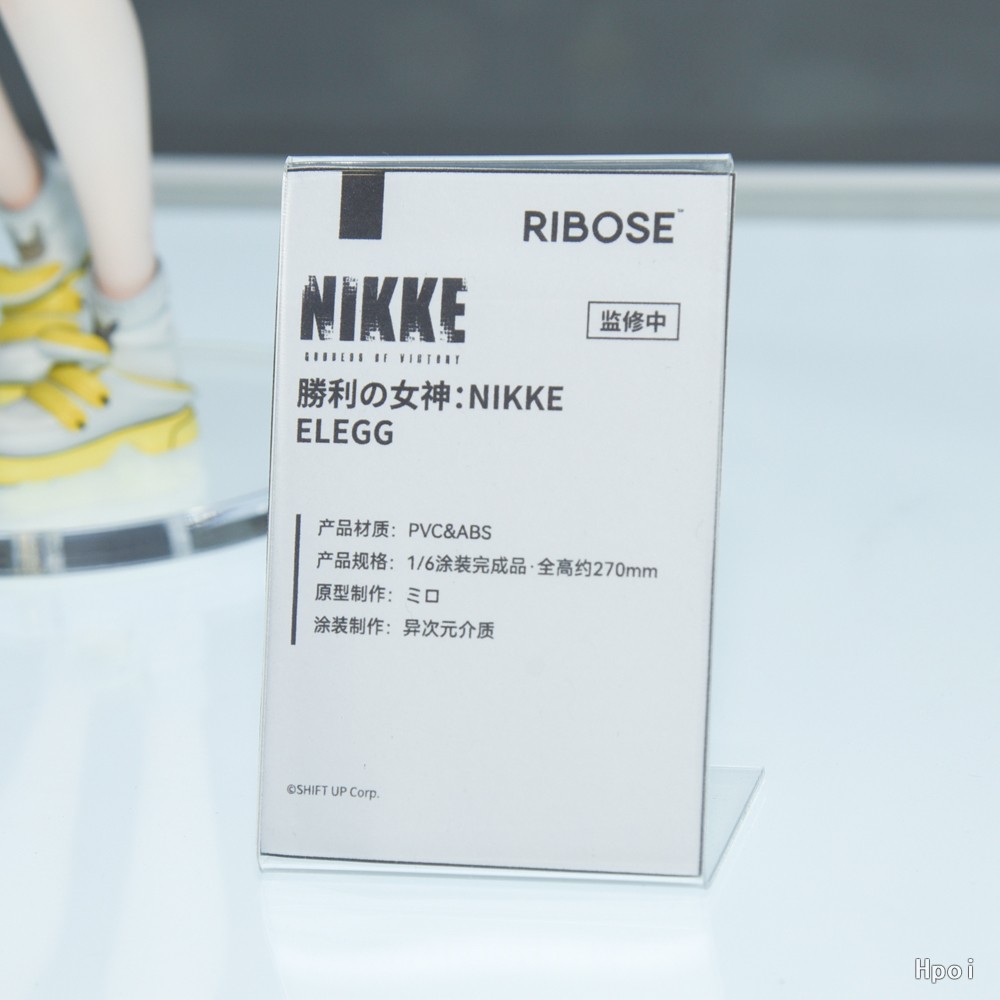 RIBOSE™
NIKKE
GODDESS OF VICTORY
监修中
勝利の女神：NIKKE
ELEGG
产品材质：PVC&ABS
产品规格：1/6涂装完成品·全高约270mm
原型制作：ミロ
涂装制作：异次元介质
©SHIFT UP Corp.
Hpoi